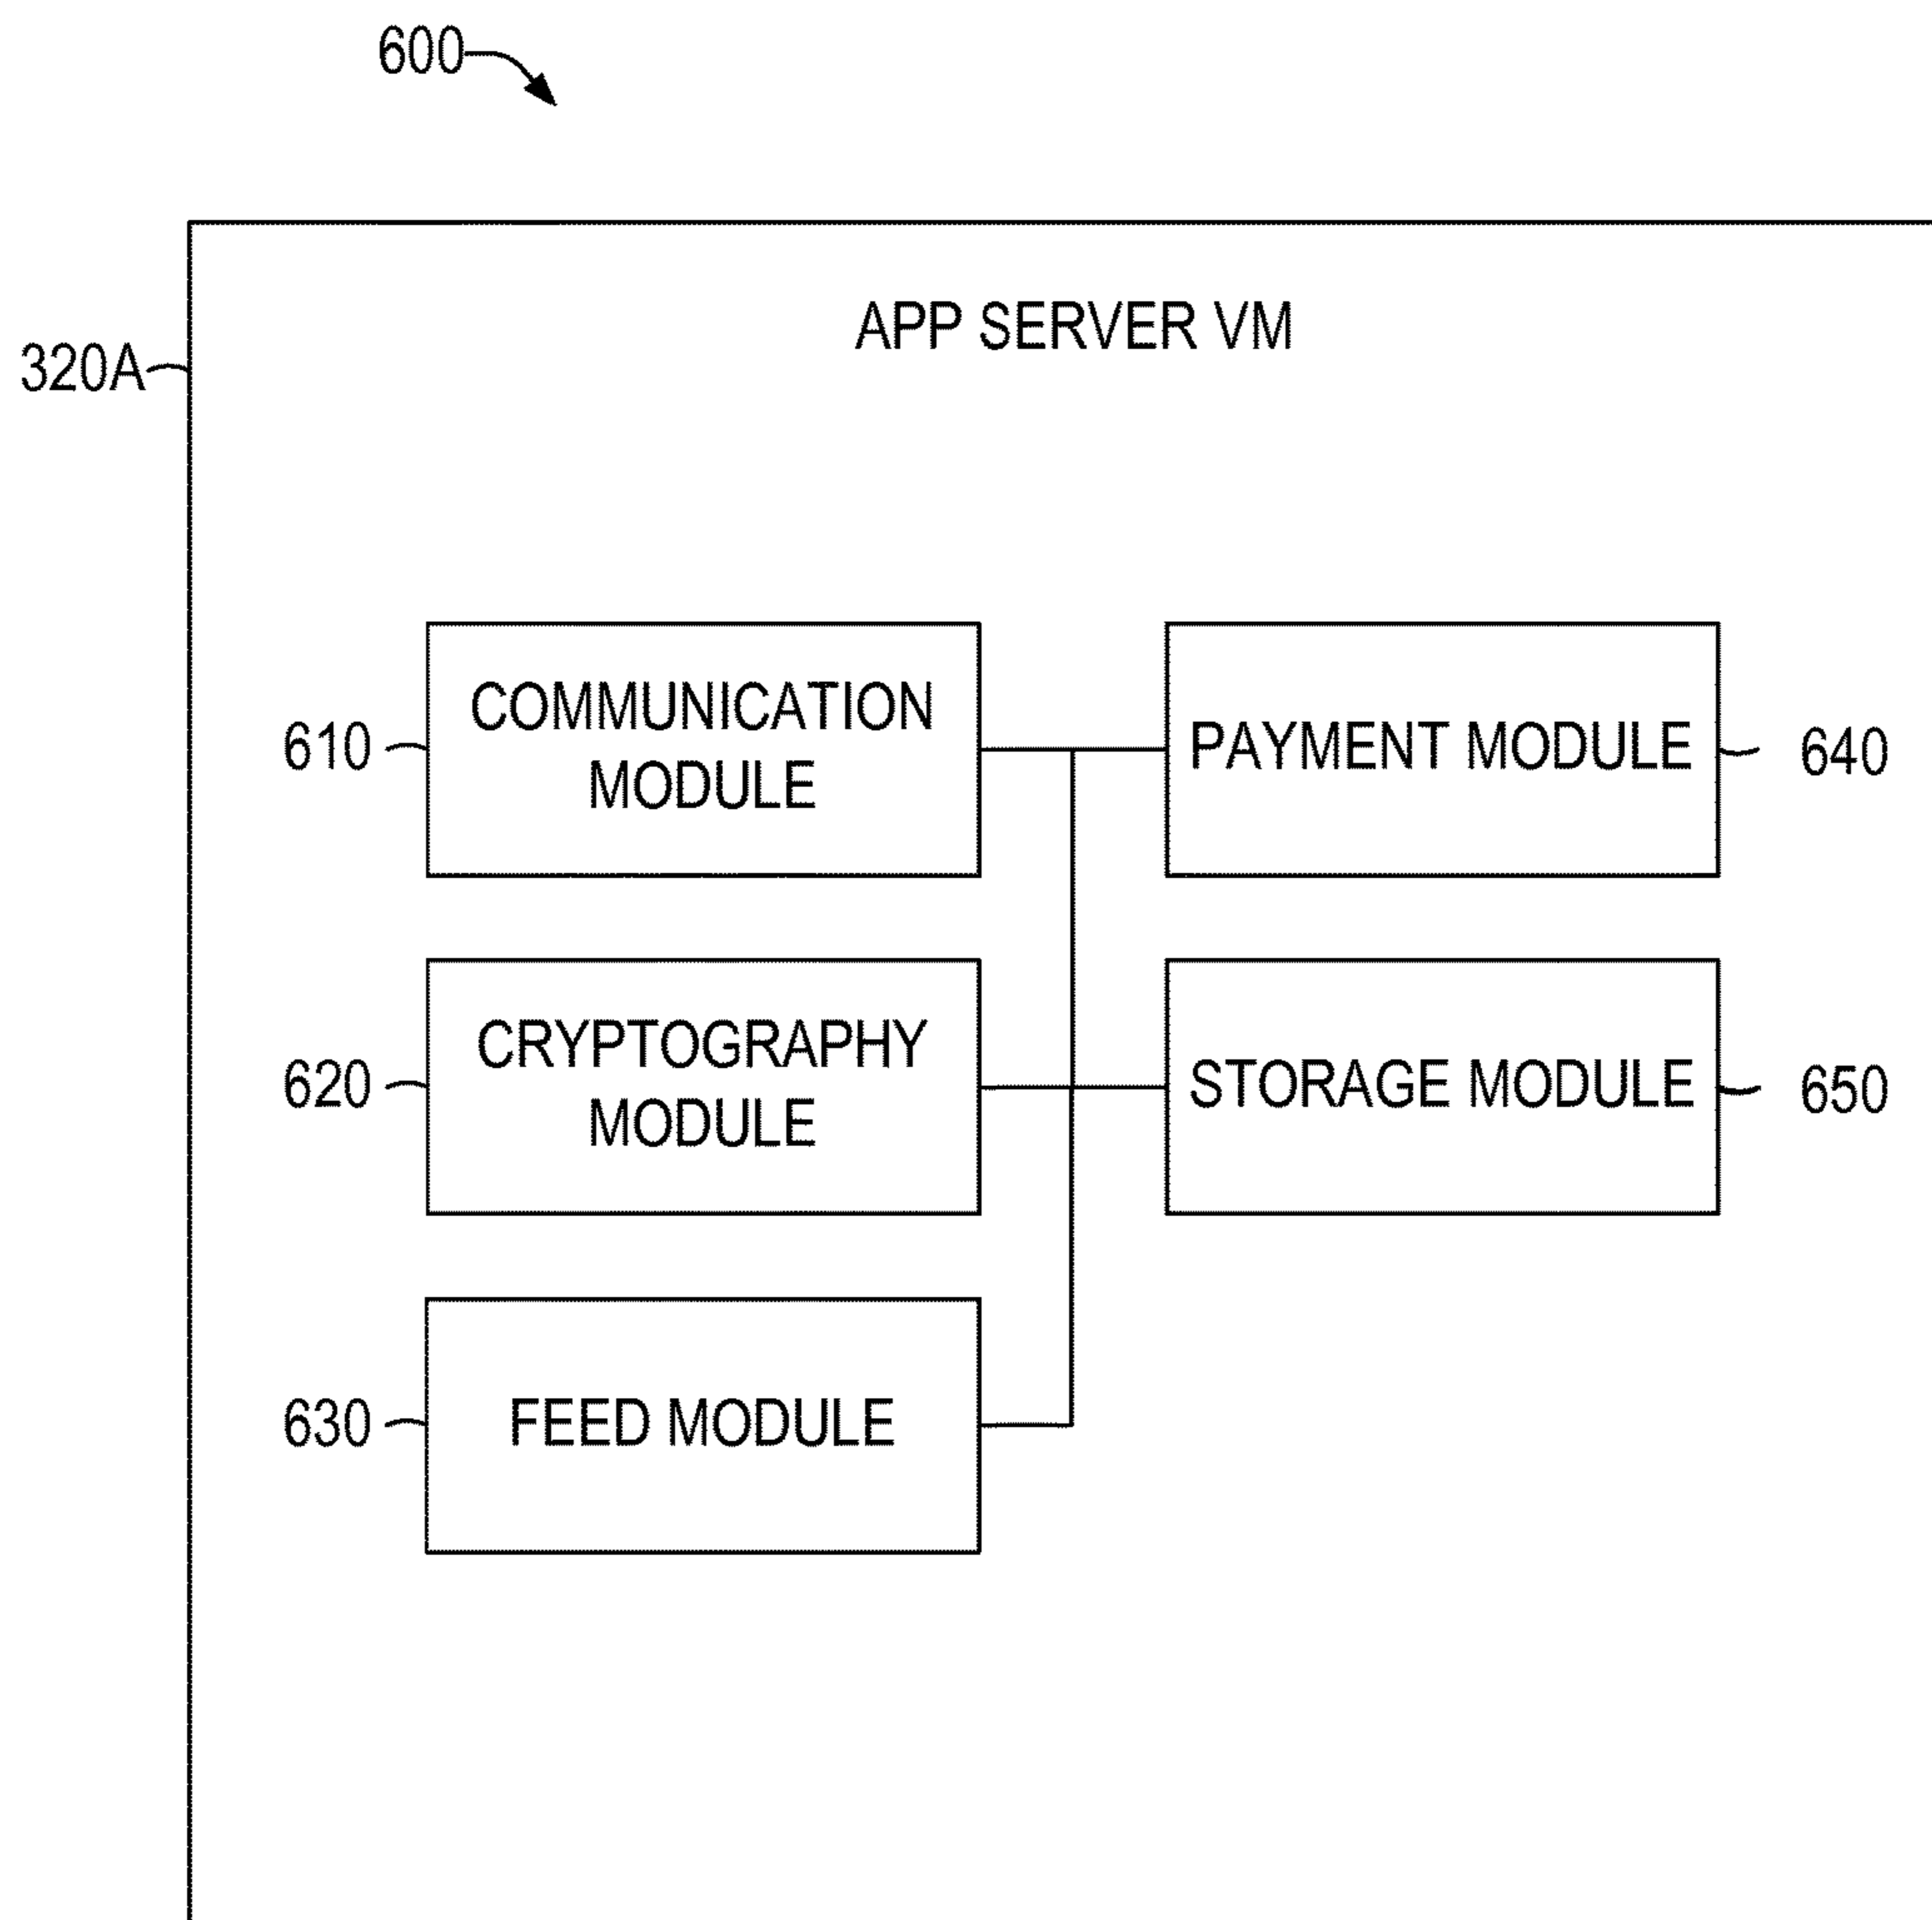 600
APP SERVER VM
320A
COMMUNICATION
MODULE
610
PAYMENT MODULE
640
CRYPTOGRAPHY
MODULE
620
STORAGE MODULE
650
FEED MODULE
630